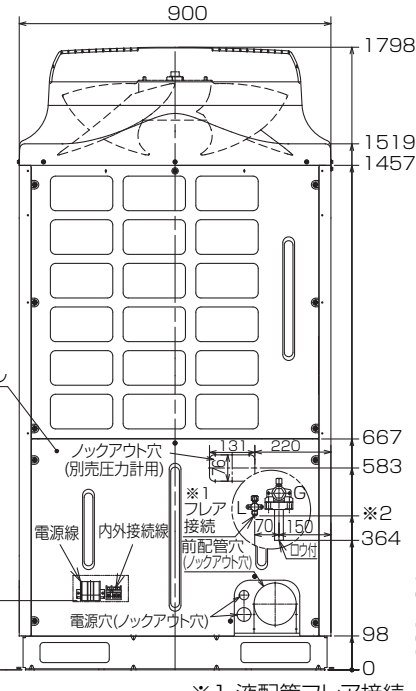 900
1798
1519
1457
667
ノックアウト穴
(別売圧力計用)
131
220
76
583
※1
フレア
接続
L
G
※2
70
150
ロウ付
364
電源線
内外接続線
前配管穴
(ノックアウト穴)
電源穴(ノックアウト穴)
98
0
※1 液配管フレア接続